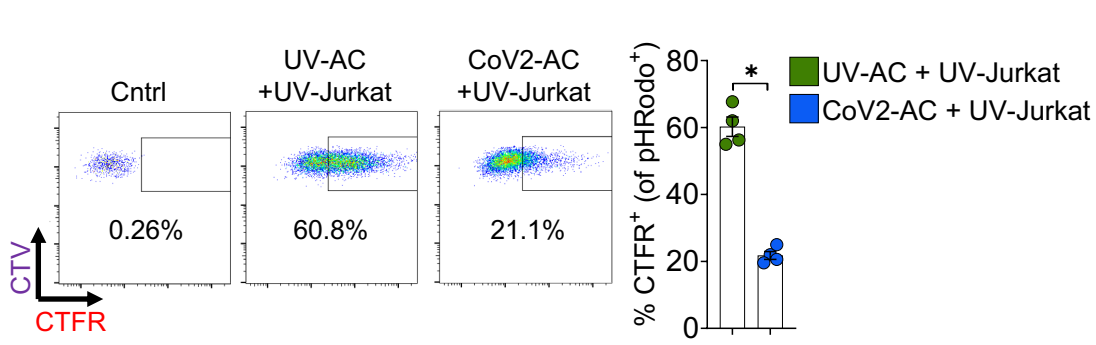 Cntrl
UV-AC
+UV-Jurkat
CoV2-AC
+UV-Jurkat
0.26%
60.8%
21.1%
CTV
CTFR
% CTFR⁺ (of pHRodo⁺)
80
60
40
20
0
*
UV-AC + UV-Jurkat
CoV2-AC + UV-Jurkat